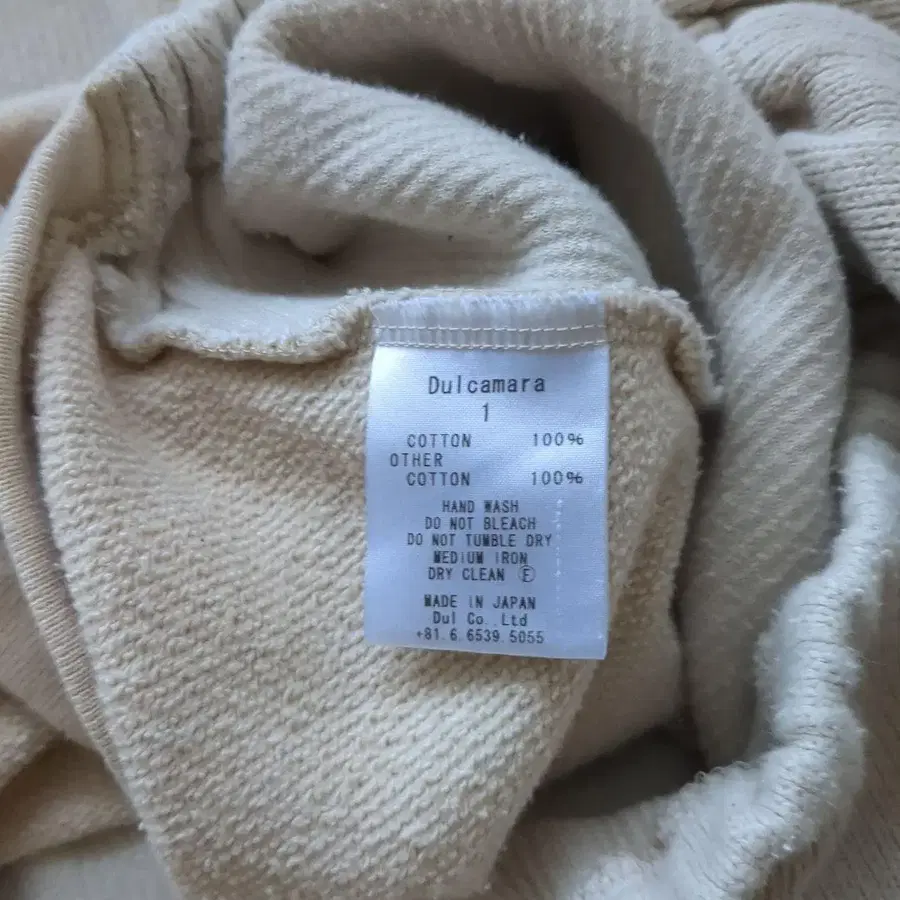 Dulcamara
1
COTTON 100%
OTHER
COTTON 100%
HAND WASH
DO NOT BLEACH
DO NOT TUMBLE DRY
MEDIUM IRON
DRY CLEAN Ⓕ
MADE IN JAPAN
Dul Co.,Ltd
+81.6.6539.5055